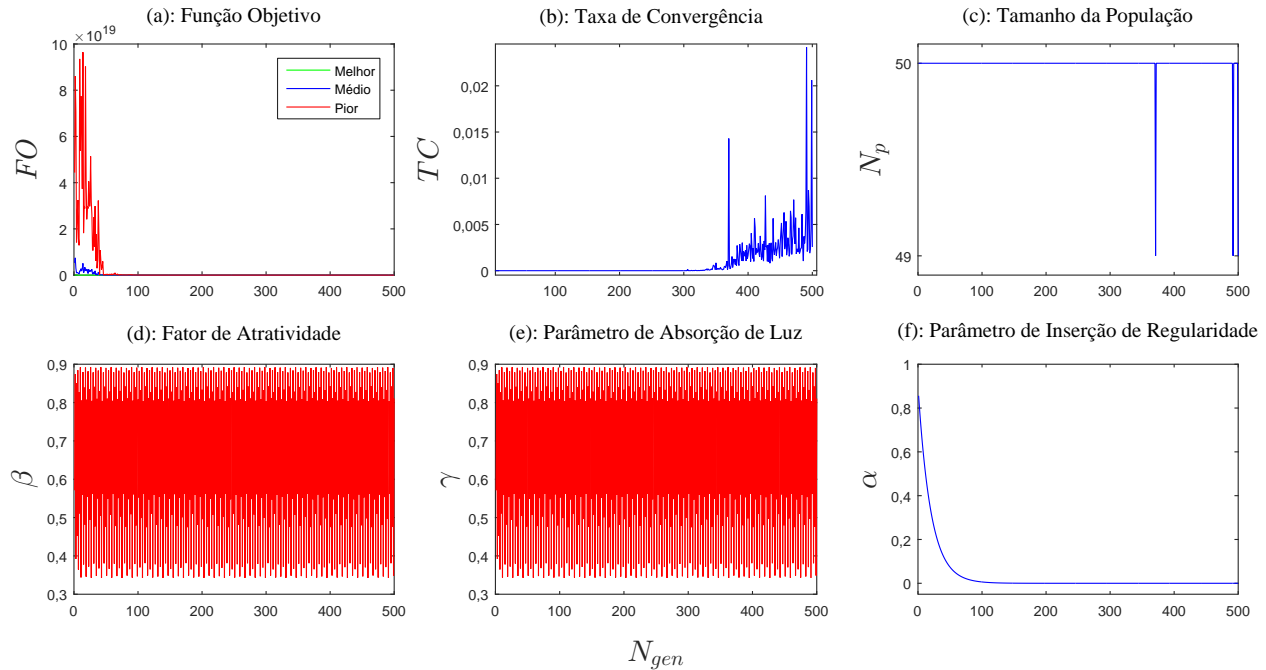 (a): Função Objetivo
(b): Taxa de Convergência
(c): Tamanho da População
× 10^19
10
8
6
4
2
0
FO
Melhor
Médio
Pior
0 100 200 300 400 500
0,02
0,015
0,01
0,005
0
TC
100 200 300 400 500
50
49
N_p
0 100 200 300 400 500
(d): Fator de Atratividade
(e): Parâmetro de Absorção de Luz
(f): Parâmetro de Inserção de Regularidade
0,9
0,8
0,7
0,6
0,5
0,4
0,3
β
0 100 200 300 400 500
0,9
0,8
0,7
0,6
0,5
0,4
0,3
γ
100 200 300 400 500
1
0,8
0,6
0,4
0,2
0
α
0 100 200 300 400 500
N_gen